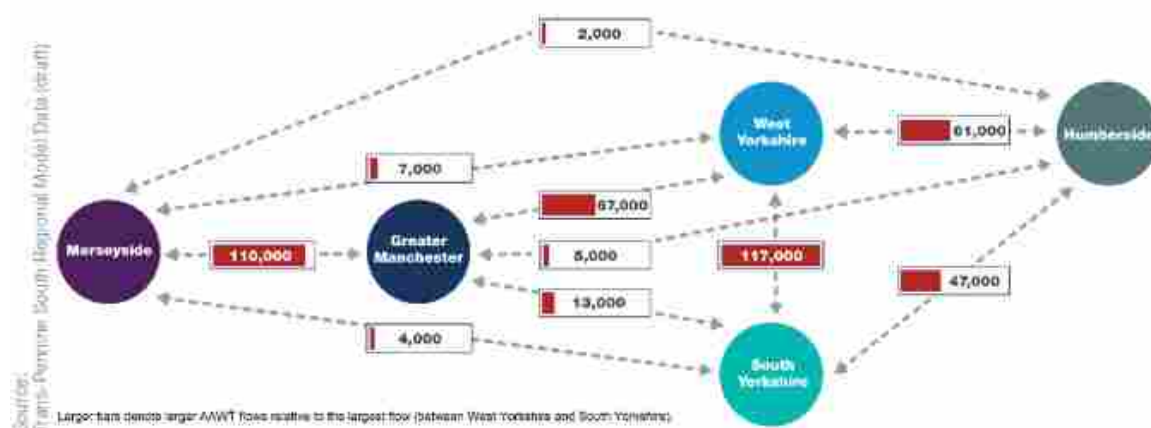 2,000
West
Yorkshire
61,000
Humberside
7,000
67,000
Merseyside
110,000
Greater
Manchester
5,000
117,000
47,000
13,000
4,000
South
Yorkshire
Source:
Trans-Pennine South Regional Model Data (draft)
Larger bars denote larger AAWT flows relative to the largest flow (between West Yorkshire and South Yorkshire).